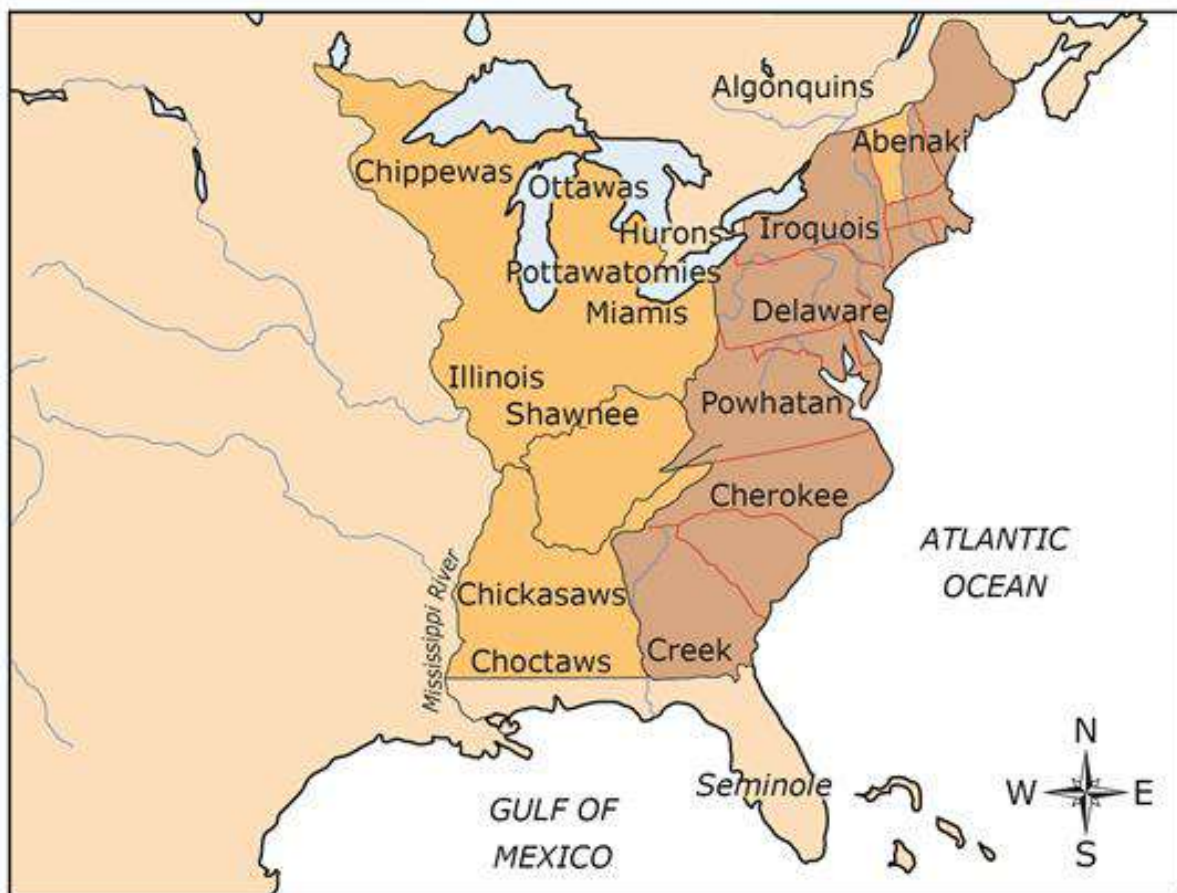 Algonquins
Abenaki
Chippewas
Ottawas
Iroquois
Hurons
Pottawatomies
Miamis
Delaware
Illinois
Shawnee
Powhatan
Cherokee
ATLANTIC
OCEAN
Mississippi River
Chickasaws
Choctaws
Creek
Seminole
GULF OF
MEXICO
N
W
E
S